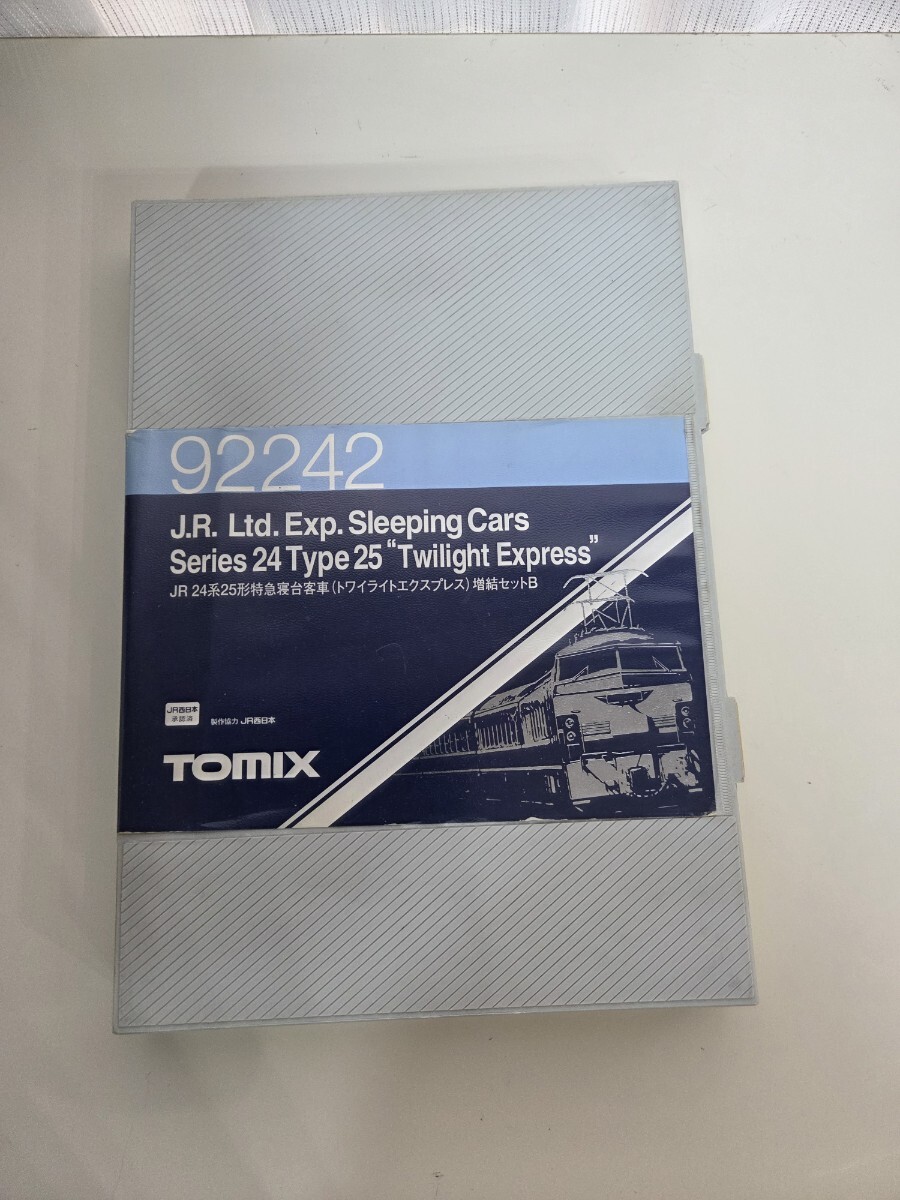 92242
J.R. Ltd. Exp. Sleeping Cars
Series 24 Type 25 “Twilight Express”
JR 24系25形特急寝台客車(トワイライトエクスプレス)増結セットB
JR西日本
承認済
製作協力 JR西日本
TOMIX